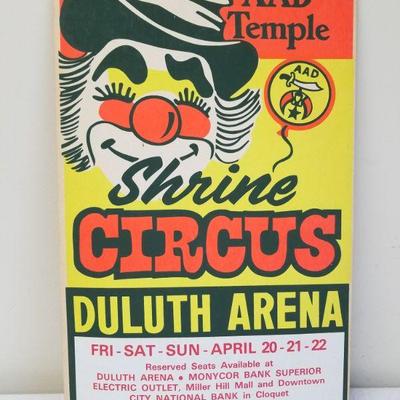 AAD
Temple
AAD
Shrine
CIRCUS
DULUTH ARENA
FRI-SAT-SUN-APRIL 20-21-22
Reserved Seats Available at
DULUTH ARENA • MONYCOR BANK SUPERIOR
ELECTRIC OUTLET, Miller Hill Mall and Downtown
CITY NATIONAL BANK in Cloquet